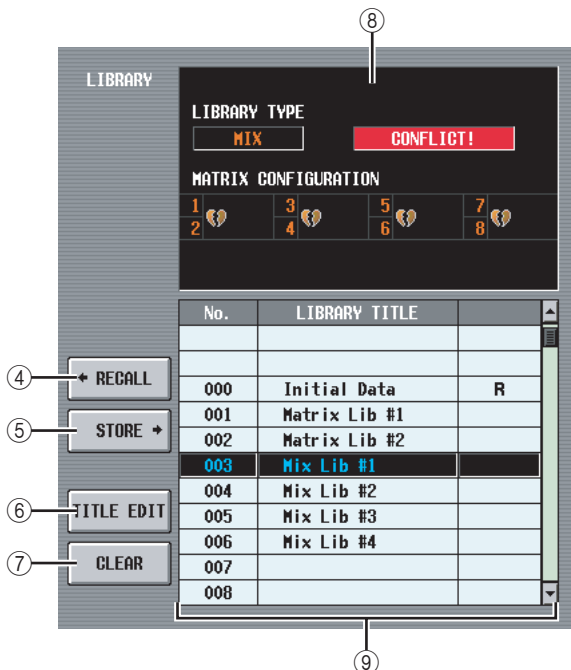 ⑧
LIBRARY
LIBRARY TYPE
MIX CONFLICT!
MATRIX CONFIGURATION
1 3 5 7
2 4 6 8
No. LIBRARY TITLE
④ RECALL
000 Initial Data R
001 Matrix Lib #1
⑤ STORE
002 Matrix Lib #2
003 Mix Lib #1
004 Mix Lib #2
⑥ TITLE EDIT
005 Mix Lib #3
006 Mix Lib #4
⑦ CLEAR
007
008
⑨